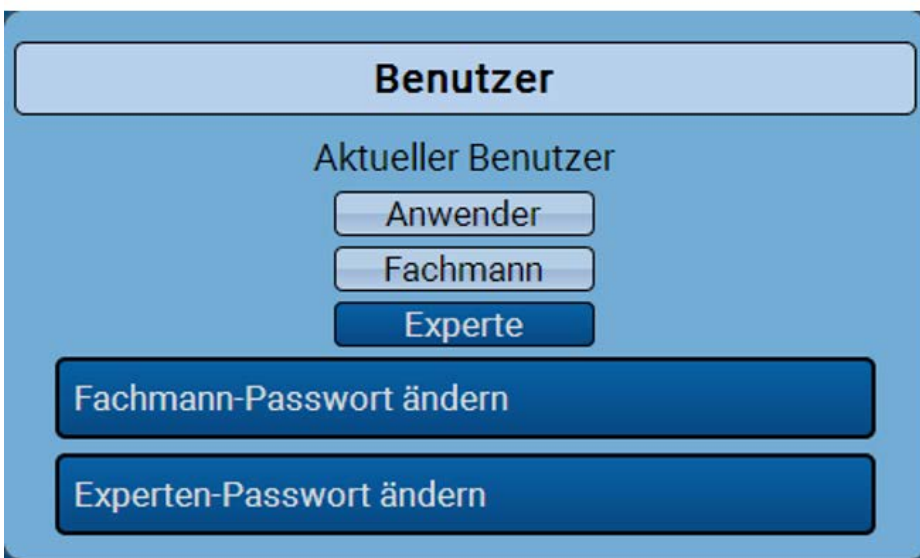 Benutzer
Aktueller Benutzer
Anwender
Fachmann
Experte
Fachmann-Passwort ändern
Experten-Passwort ändern